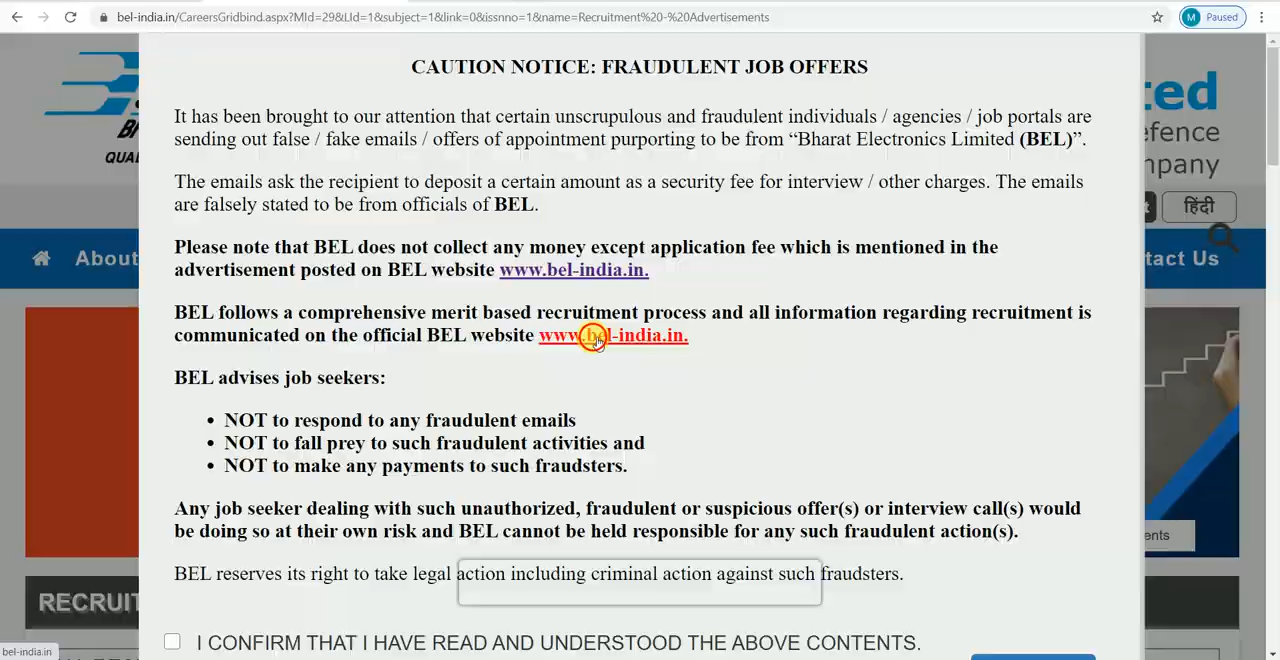 bel-india.in/CareersGridbind.aspx?MId=29&LId=1&subject=1&link=0&issnno=1&name=Recruitment%20-%20Advertisements
M Paused
CAUTION NOTICE: FRAUDULENT JOB OFFERS
It has been brought to our attention that certain unscrupulous and fraudulent individuals / agencies / job portals are
sending out false / fake emails / offers of appointment purporting to be from “Bharat Electronics Limited (BEL)”.
The emails ask the recipient to deposit a certain amount as a security fee for interview / other charges. The emails
are falsely stated to be from officials of BEL.
Please note that BEL does not collect any money except application fee which is mentioned in the
advertisement posted on BEL website www.bel-india.in.
BEL follows a comprehensive merit based recruitment process and all information regarding recruitment is
communicated on the official BEL website www.bel-india.in.
BEL advises job seekers:
• NOT to respond to any fraudulent emails
• NOT to fall prey to such fraudulent activities and
• NOT to make any payments to such fraudsters.
Any job seeker dealing with such unauthorized, fraudulent or suspicious offer(s) or interview call(s) would
be doing so at their own risk and BEL cannot be held responsible for any such fraudulent action(s).
BEL reserves its right to take legal action including criminal action against such fraudsters.
I CONFIRM THAT I HAVE READ AND UNDERSTOOD THE ABOVE CONTENTS.
QUAL
ted
efence
mpany
हिंदी
About
tact Us
ents
RECRUIT
bel-india.in